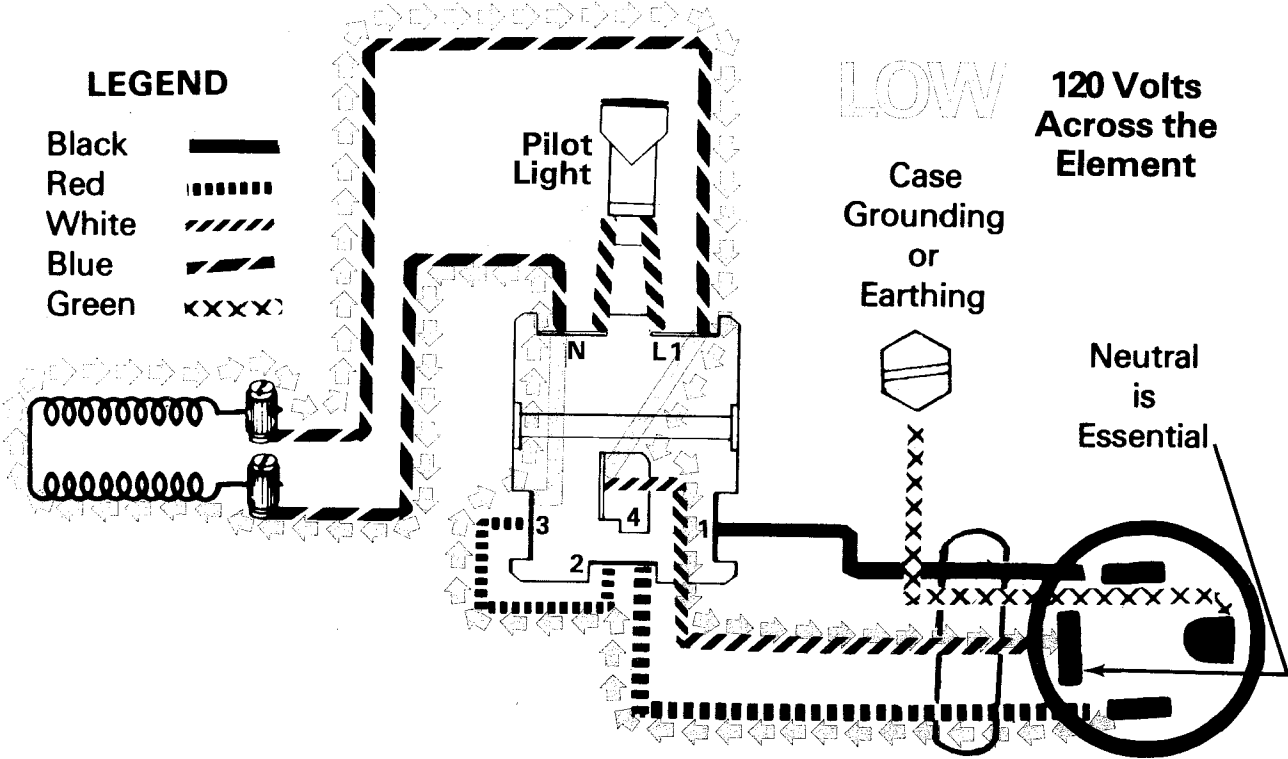 LEGEND
Black
Red
White
Blue
Green
Pilot
Light
LOW
120 Volts
Across the
Element
Case
Grounding
or
Earthing
Neutral
is
Essential
N
L1
3
4
1
2